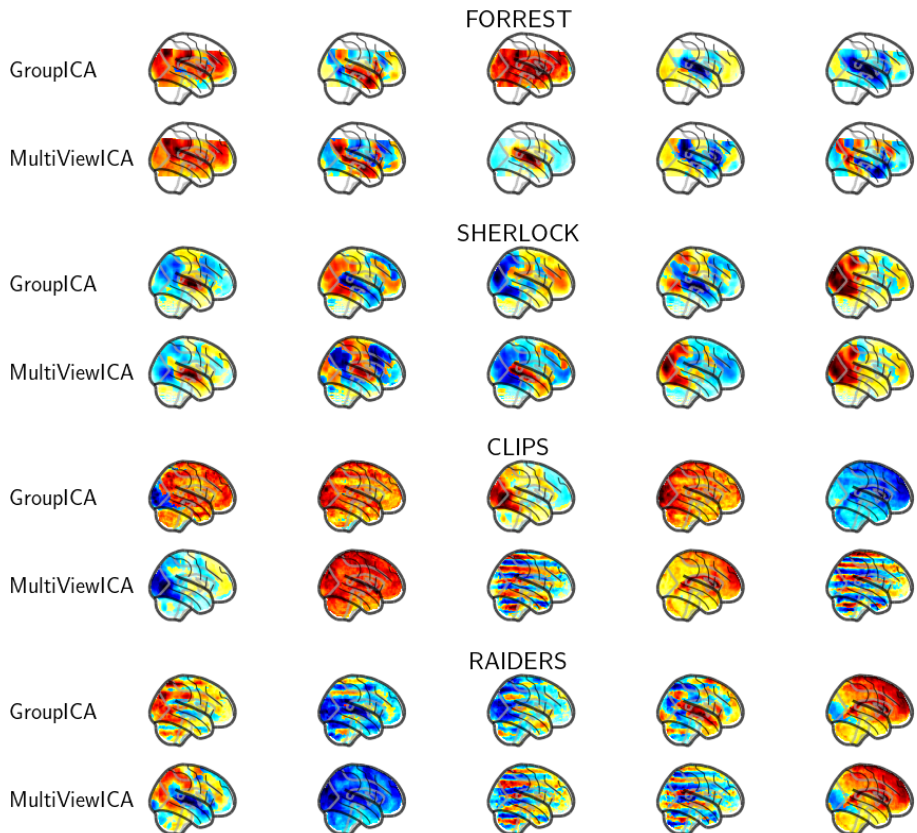 FORREST
GroupICA
MultiViewICA
SHERLOCK
GroupICA
MultiViewICA
CLIPS
GroupICA
MultiViewICA
RAIDERS
GroupICA
MultiViewICA